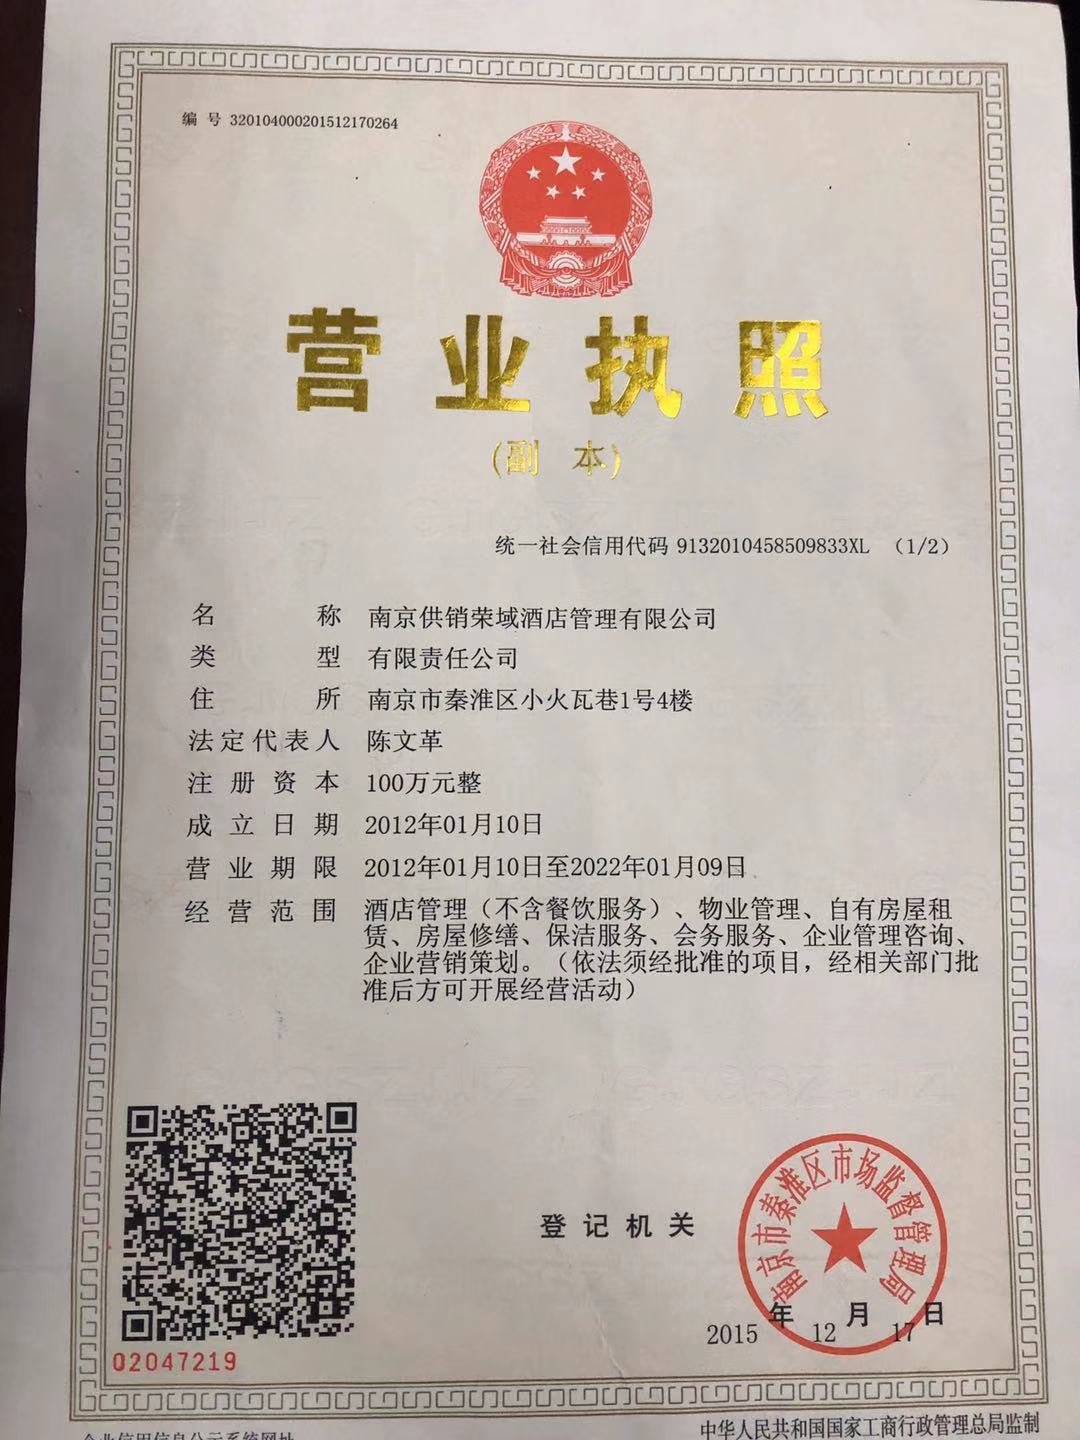 编 号 320104000201512170264
营业执照
(副 本)
统一社会信用代码 9132010458509833XL （1/2）
名 称 南京供销荣域酒店管理有限公司
类 型 有限责任公司
住 所 南京市秦淮区小火瓦巷1号4楼
法定代表人 陈文革
注 册 资 本 100万元整
成 立 日 期 2012年01月10日
营 业 期 限 2012年01月10日至2022年01月09日
经 营 范 围 酒店管理（不含餐饮服务）、物业管理、自有房屋租
赁、房屋修缮、保洁服务、会务服务、企业管理咨询、
企业营销策划。（依法须经批准的项目，经相关部门批
准后方可开展经营活动）
登 记 机 关
南京市秦淮区市场监督管理局
2015 年 12 月 17 日
02047219
企业信用信息公示系统网址
中华人民共和国国家工商行政管理总局监制